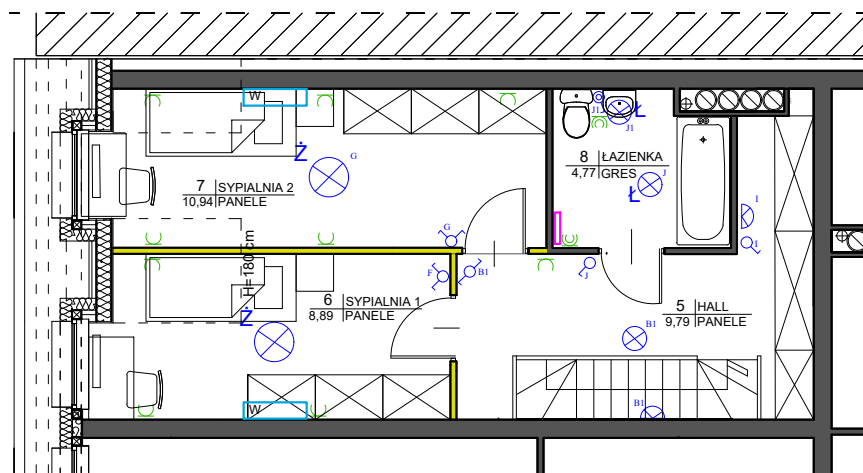 W
J1
Ł
J1
Ż
G
7 SYPIALNIA 2
10,94 PANELE
8 ŁAZIENKA
4,77 GRES
J
Ł
I
G
I
F
B1
J
H=180cm
6 SYPIALNIA 1
8,89 PANELE
Ż
5 HALL
9,79 PANELE
B1
W
B1